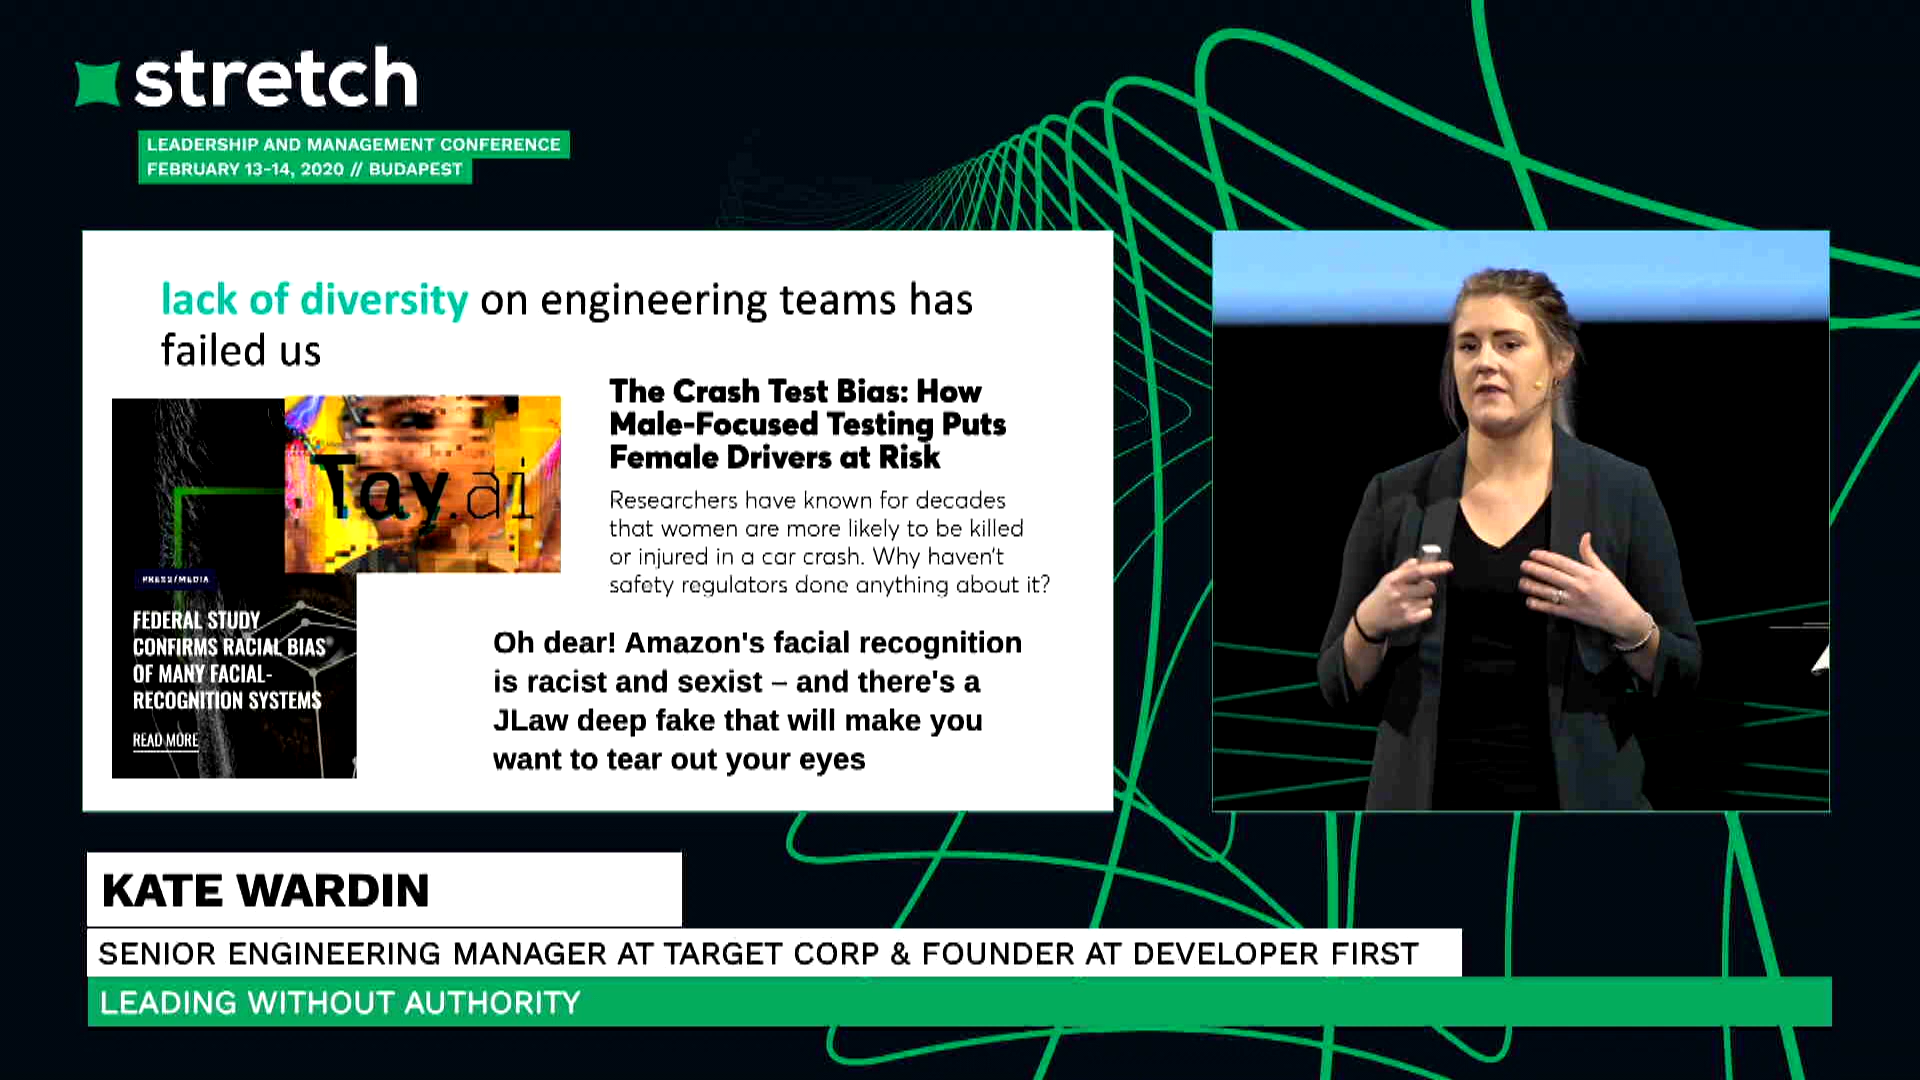 stretch
LEADERSHIP AND MANAGEMENT CONFERENCE
FEBRUARY 13-14, 2020 // BUDAPEST
lack of diversity on engineering teams has
failed us
Tay.ai
PRESS/MEDIA
FEDERAL STUDY
CONFIRMS RACIAL BIAS
OF MANY FACIAL-
RECOGNITION SYSTEMS
READ MORE
The Crash Test Bias: How
Male-Focused Testing Puts
Female Drivers at Risk
Researchers have known for decades
that women are more likely to be killed
or injured in a car crash. Why haven't
safety regulators done anything about it?
Oh dear! Amazon's facial recognition
is racist and sexist – and there's a
JLaw deep fake that will make you
want to tear out your eyes
KATE WARDIN
SENIOR ENGINEERING MANAGER AT TARGET CORP & FOUNDER AT DEVELOPER FIRST
LEADING WITHOUT AUTHORITY